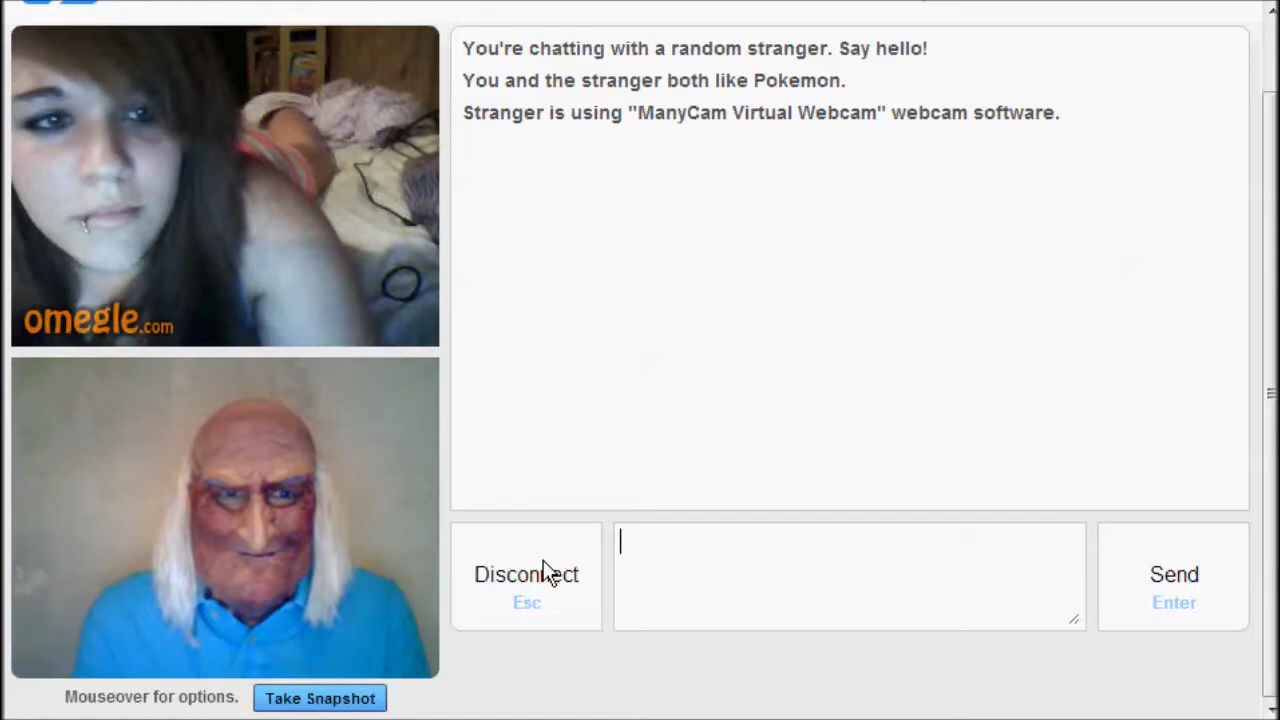 You're chatting with a random stranger. Say hello!
You and the stranger both like Pokemon.
Stranger is using "ManyCam Virtual Webcam" webcam software.
omegle.com
Disconnect
Esc
Send
Enter
Mouseover for options.
Take Snapshot